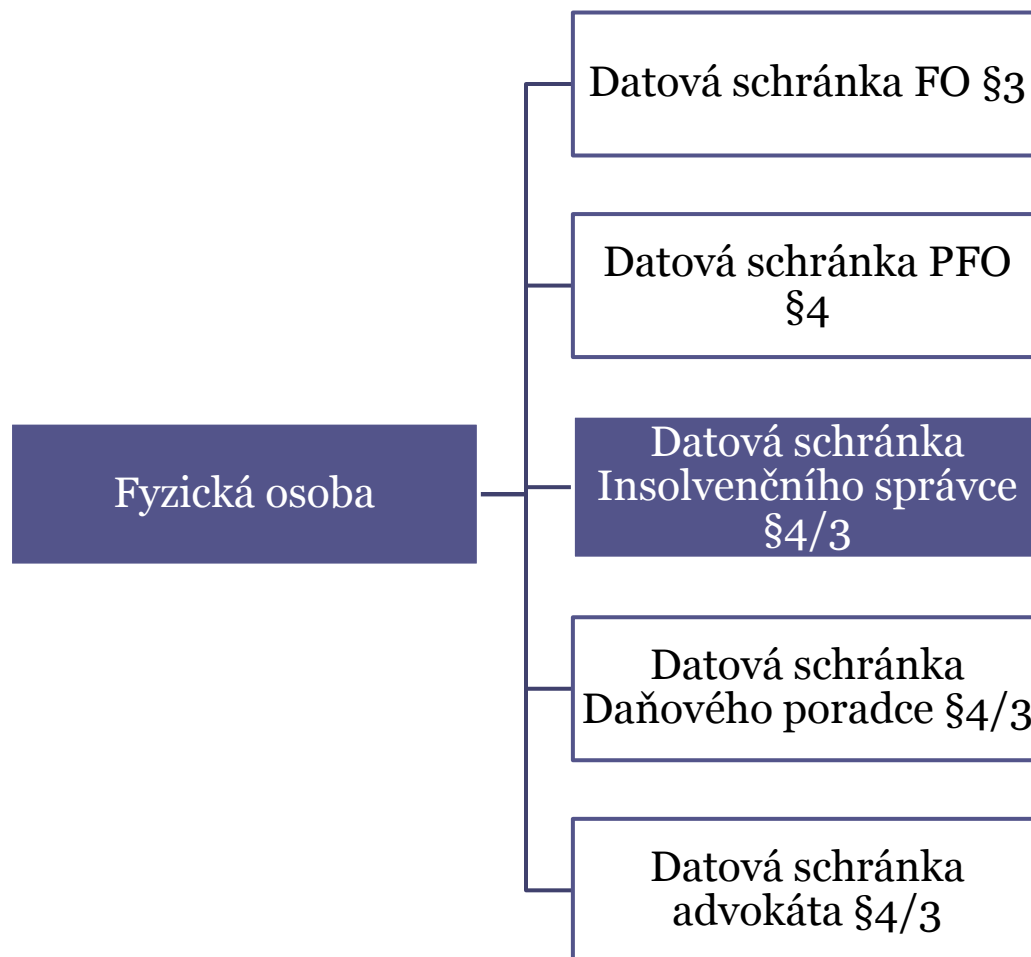 Datová schránka FO §3
Datová schránka PFO
§4
Fyzická osoba
Datová schránka
Insolvenčního správce
§4/3
Datová schránka
Daňového poradce §4/3
Datová schránka
advokáta §4/3